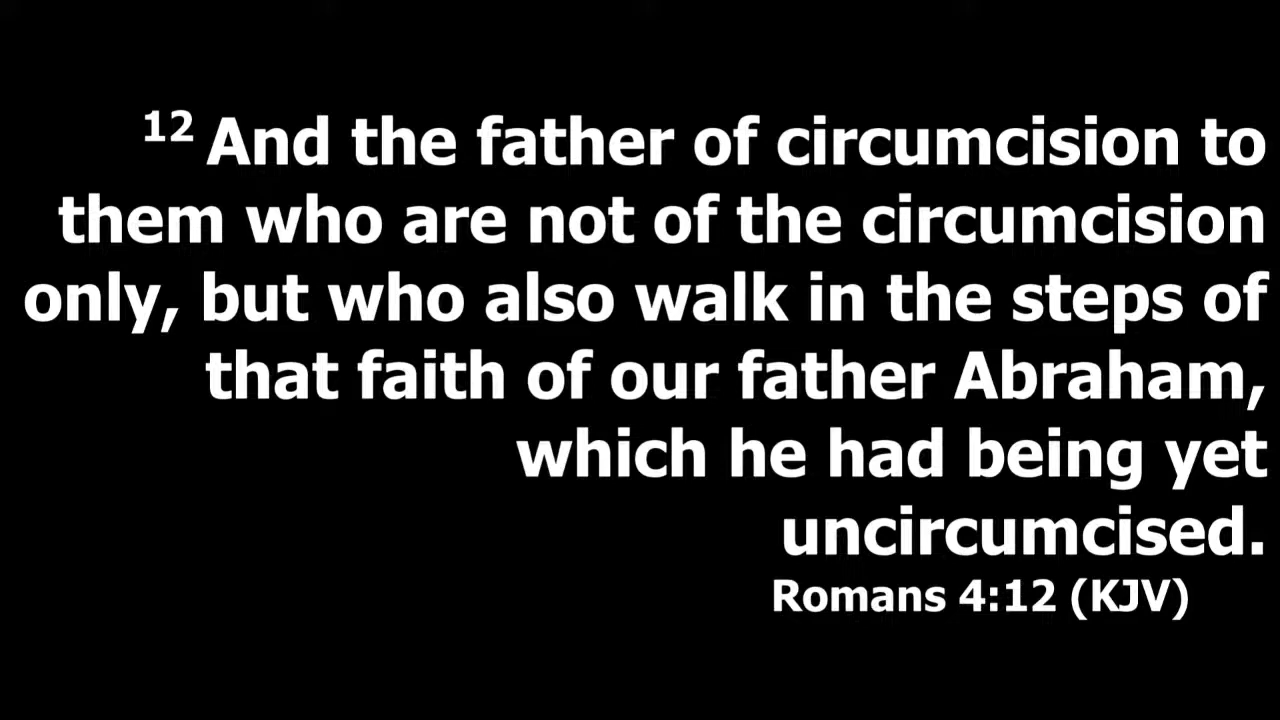 12 And the father of circumcision to
them who are not of the circumcision
only, but who also walk in the steps of
that faith of our father Abraham,
which he had being yet
uncircumcised.
Romans 4:12 (KJV)